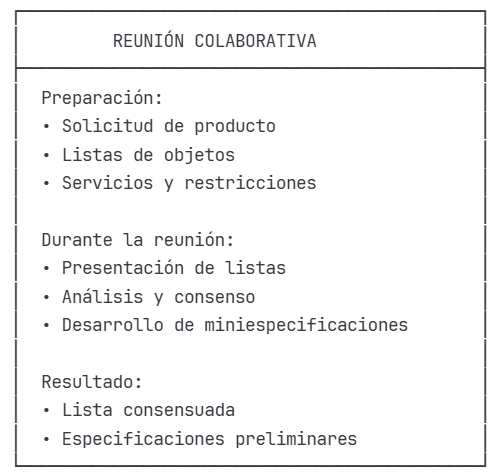 REUNIÓN COLABORATIVA
Preparación:
• Solicitud de producto
• Listas de objetos
• Servicios y restricciones
Durante la reunión:
• Presentación de listas
• Análisis y consenso
• Desarrollo de miniespecificaciones
Resultado:
• Lista consensuada
• Especificaciones preliminares